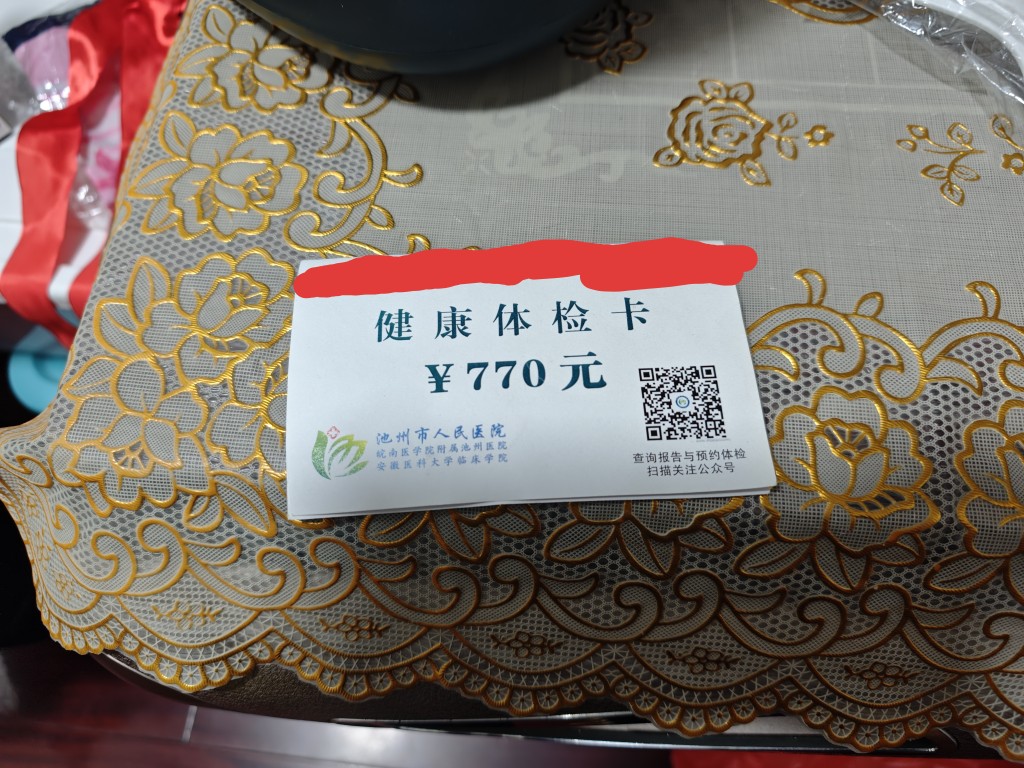 健康体检卡
¥770元
池州市人民医院
皖南医学院附属池州医院
安徽医科大学临床学院
查询报告与预约体检
扫描关注公众号